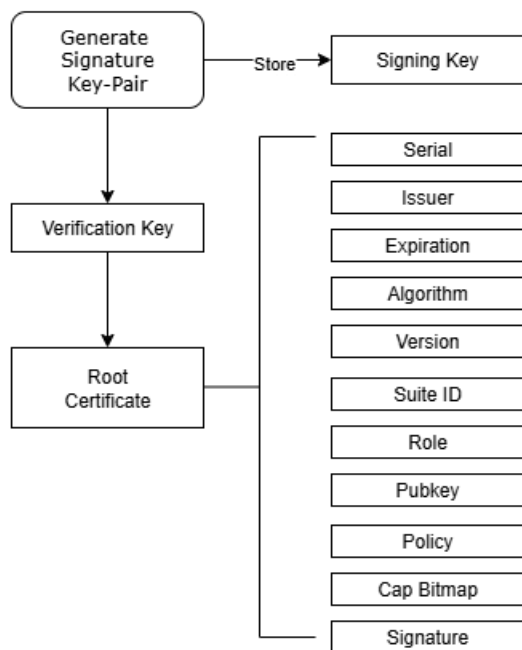 Generate
Signature
Key-Pair
Store
Signing Key
Verification Key
Root
Certificate
Serial
Issuer
Expiration
Algorithm
Version
Suite ID
Role
Pubkey
Policy
Cap Bitmap
Signature